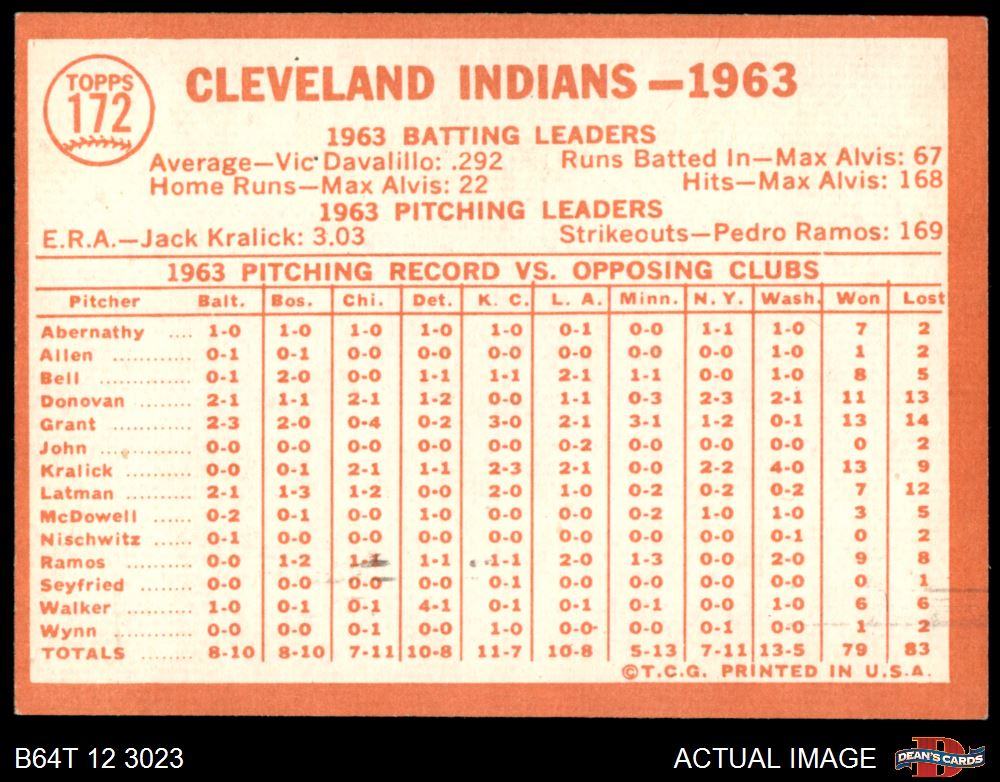 TOPPS
172
CLEVELAND INDIANS—1963
1963 BATTING LEADERS
Average—Vic Davalillo: .292 Runs Batted In—Max Alvis: 67
Home Runs—Max Alvis: 22 Hits—Max Alvis: 168
1963 PITCHING LEADERS
E.R.A.—Jack Kralick: 3.03 Strikeouts—Pedro Ramos: 169
1963 PITCHING RECORD VS. OPPOSING CLUBS
Pitcher Balt. Bos. Chi. Det. K. C. L. A. Minn. N. Y. Wash. Won Lost
Abernathy .... 1-0 1-0 1-0 1-0 1-0 0-1 0-0 1-1 1-0 7 2
Allen ............ 0-1 0-1 0-0 0-0 0-0 0-0 0-0 0-0 1-0 1 2
Bell .............. 0-1 2-0 0-0 1-1 1-1 2-1 1-1 0-0 1-0 8 5
Donovan ........ 2-1 1-1 2-1 1-2 0-0 1-1 0-3 2-3 2-1 11 13
Grant ............ 2-3 2-0 0-4 0-2 3-0 2-1 3-1 1-2 0-1 13 14
John .............. 0-0 0-0 0-0 0-0 0-0 0-2 0-0 0-0 0-0 0 2
Kralick .......... 0-0 0-1 2-1 1-1 2-3 2-1 0-0 2-2 4-0 13 9
Latman .......... 2-1 1-3 1-2 0-0 2-0 1-0 0-2 0-2 0-2 7 12
McDowell ...... 0-2 0-1 0-0 1-0 0-0 0-0 0-2 1-0 1-0 3 5
Nischwitz ...... 0-1 0-0 0-0 0-0 0-0 0-0 0-0 0-0 0-1 0 2
Ramos .......... 0-0 1-2 1-1 1-1 1-1 2-0 1-3 0-0 2-0 9 8
Seyfried ........ 0-0 0-0 0-0 0-0 0-1 0-0 0-0 0-0 0-0 0 1
Walker .......... 1-0 0-1 0-1 4-1 0-1 0-1 0-1 0-0 1-0 6 6
Wynn ............ 0-0 0-0 0-1 0-0 1-0 0-0 0-0 0-1 0-0 1 2
TOTALS ........ 8-10 8-10 7-11 10-8 11-7 10-8 5-13 7-11 13-5 79 83
©T.C.G. PRINTED IN U.S.A.
B64T 12 3023 ACTUAL IMAGE
D
DEAN'S CARDS